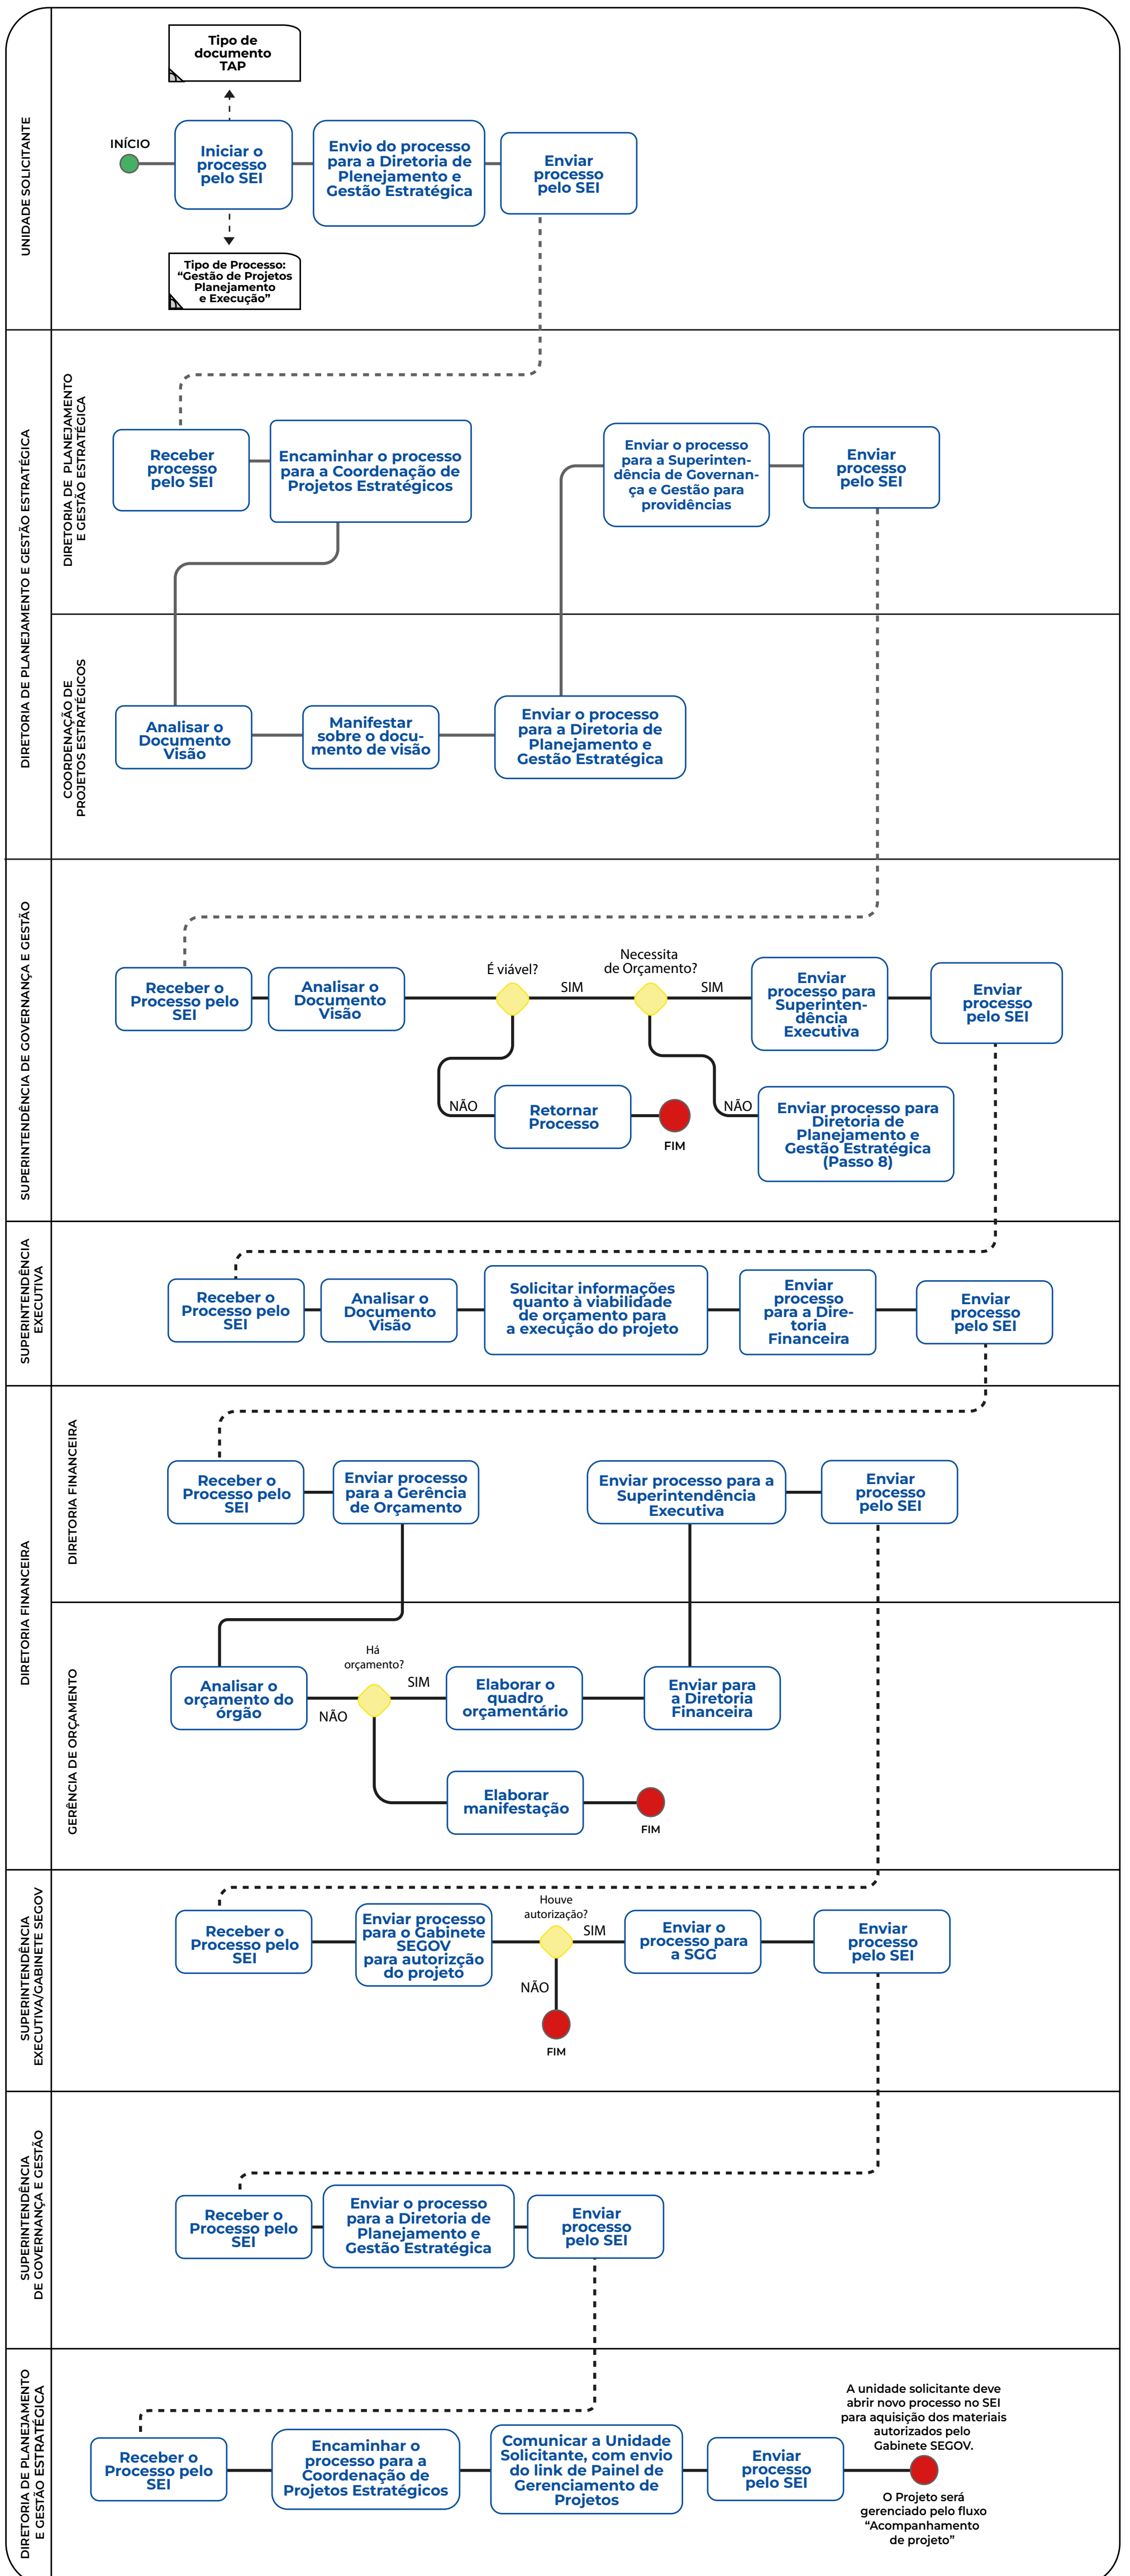 UNIDADE SOLICITANTE
Tipo de
documento
TAP
INÍCIO
Iniciar o
processo
pelo SEI
Envio do processo
para a Diretoria de
Plenejamento e
Gestão Estratégica
Enviar
processo
pelo SEI
Tipo de Processo:
“Gestão de Projetos
Planejamento
e Execução”
DIRETORIA DE PLANEJAMENTO E GESTÃO ESTRATÉGICA
DIRETORIA DE PLANEJAMENTO
E GESTÃO ESTRATÉGICA
Receber
processo
pelo SEI
Encaminhar o processo
para a Coordenação de
Projetos Estratégicos
Enviar o processo
para a Superinten-
dência de Governan-
ça e Gestão para
providências
Enviar
processo
pelo SEI
COORDENAÇÃO DE
PROJETOS ESTRATÉGICOS
Analisar o
Documento
Visão
Manifestar
sobre o docu-
mento de visão
Enviar o processo
para a Diretoria de
Planejamento e
Gestão Estratégica
SUPERINTENDÊNCIA DE GOVERNANÇA E GESTÃO
Receber o
Processo pelo
SEI
Analisar o
Documento
Visão
É viável?
SIM
Necessita
de Orçamento?
SIM
Enviar
processo para
Superinten-
dência
Executiva
Enviar
processo
pelo SEI
NÃO
Retornar
Processo
FIM
NÃO
Enviar processo para
Diretoria de
Planejamento e
Gestão Estratégica
(Passo 8)
SUPERINTENDÊNCIA
EXECUTIVA
Receber o
Processo pelo
SEI
Analisar o
Documento
Visão
Solicitar informações
quanto à viabilidade
de orçamento para
a execução do projeto
Enviar
processo
para a Dire-
toria
Financeira
Enviar
processo
pelo SEI
DIRETORIA FINANCEIRA
DIRETORIA FINANCEIRA
Receber o
Processo pelo
SEI
Enviar processo
para a Gerência
de Orçamento
Enviar processo para a
Superintendência
Executiva
Enviar
processo
pelo SEI
GERÊNCIA DE ORÇAMENTO
Analisar o
orçamento do
órgão
Há
orçamento?
SIM
NÃO
Elaborar o
quadro
orçamentário
Enviar para
a Diretoria
Financeira
Elaborar
manifestação
FIM
SUPERINTENDÊNCIA
EXECUTIVA/GABINETE SEGOV
Receber o
Processo pelo
SEI
Enviar processo
para o Gabinete
SEGOV
para autorizção
do projeto
Houve
autorização?
SIM
NÃO
FIM
Enviar o
processo para
a SGG
Enviar
processo
pelo SEI
SUPERINTENDÊNCIA
DE GOVERNANÇA E GESTÃO
Receber o
Processo pelo
SEI
Enviar o processo
para a Diretoria de
Planejamento e
Gestão Estratégica
Enviar
processo
pelo SEI
DIRETORIA DE PLANEJAMENTO
E GESTÃO ESTRATÉGICA
Receber o
Processo pelo
SEI
Encaminhar o
processo para a
Coordenação de
Projetos Estratégicos
Comunicar a Unidade
Solicitante, com envio
do link de Painel de
Gerenciamento de
Projetos
Enviar
processo
pelo SEI
A unidade solicitante deve
abrir novo processo no SEI
para aquisição dos materiais
autorizados pelo
Gabinete SEGOV.
O Projeto será
gerenciado pelo fluxo
“Acompanhamento
de projeto”